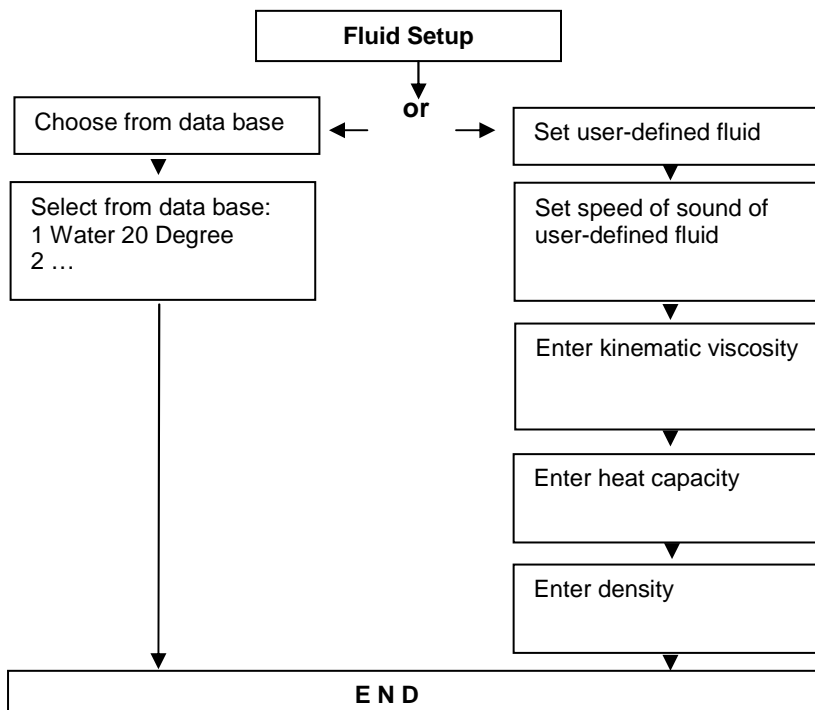 Fluid Setup
or
Choose from data base
Select from data base:
1 Water 20 Degree
2 …
Set user-defined fluid
Set speed of sound of
user-defined fluid
Enter kinematic viscosity
Enter heat capacity
Enter density
E N D